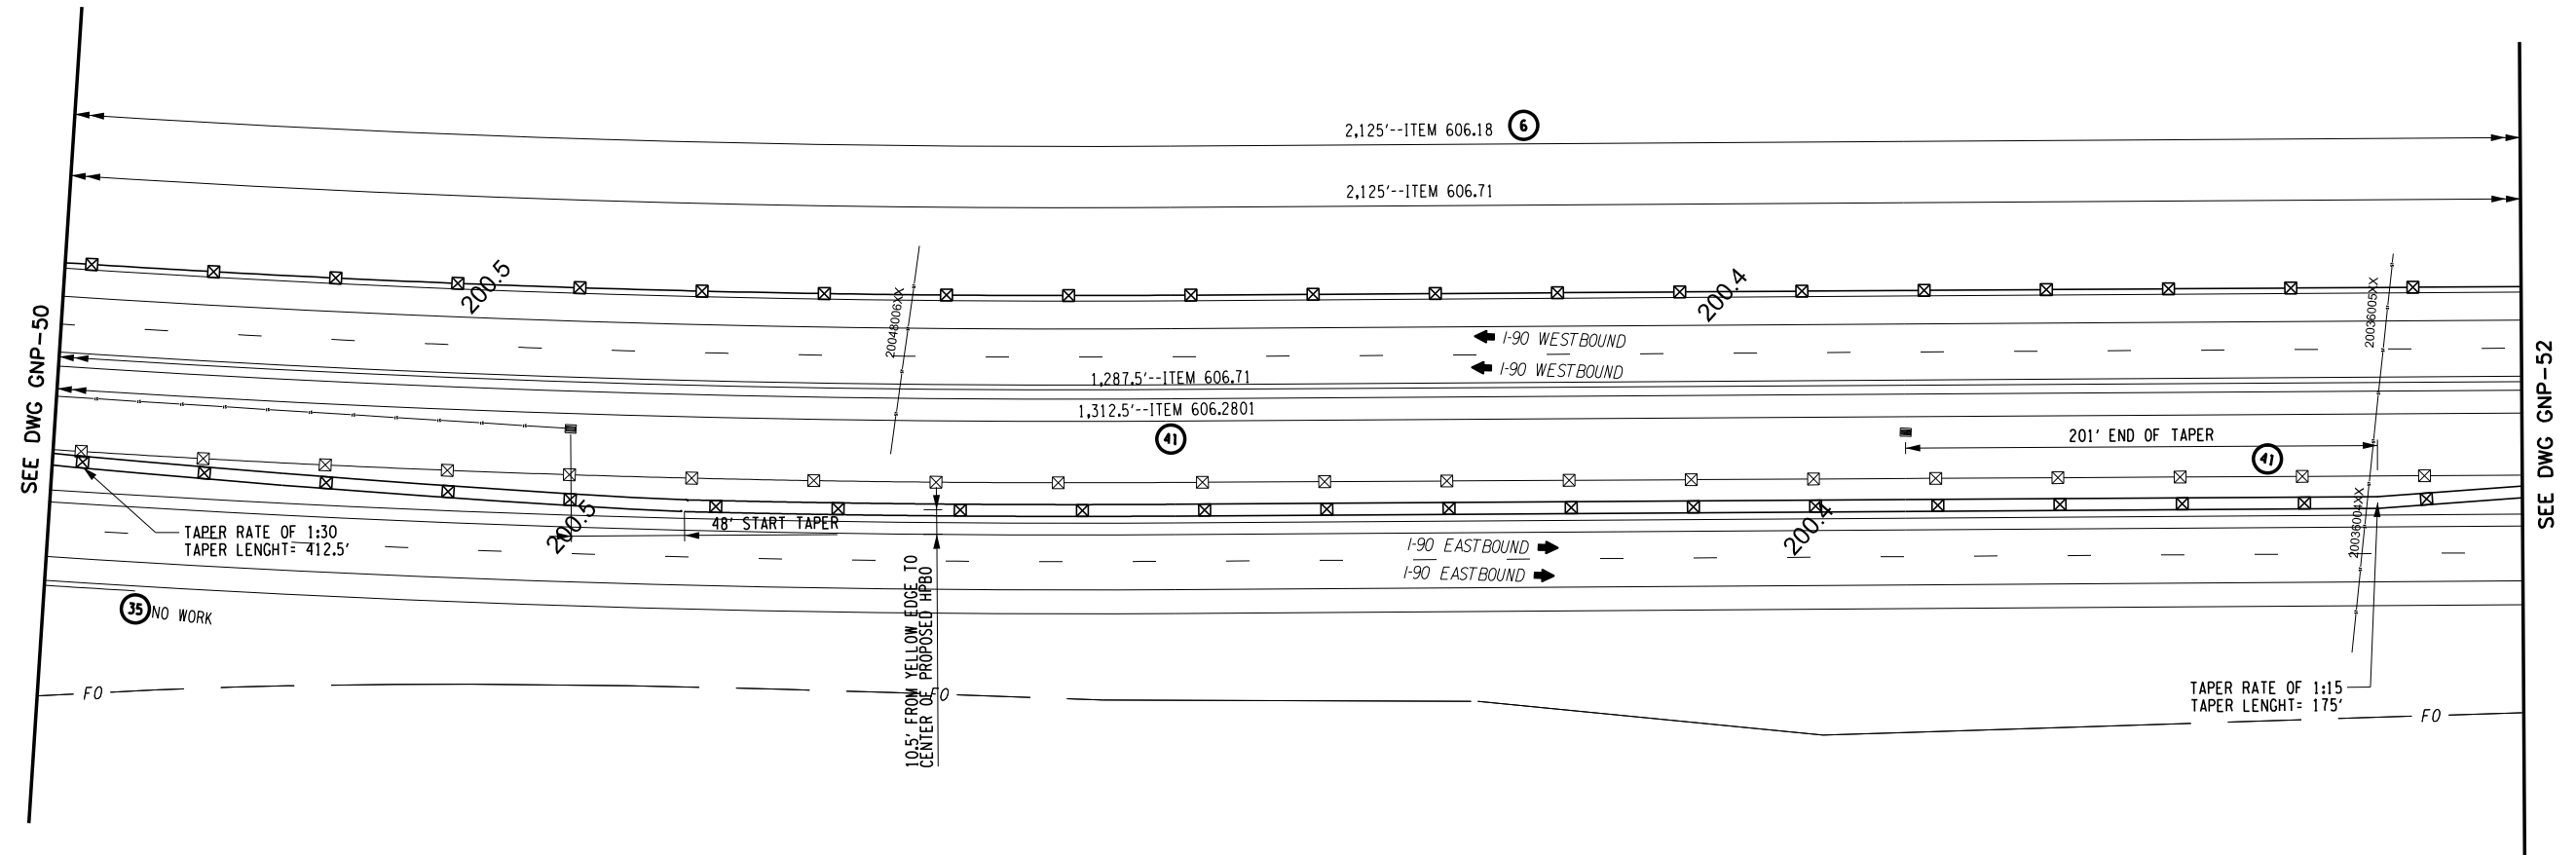 2,125'--ITEM 606.18 6
2,125'--ITEM 606.71
200.5
200.4
20048006XX
20036005XX
SEE DWG GNP-50
SEE DWG GNP-52
I-90 WESTBOUND
I-90 WESTBOUND
1,287.5'--ITEM 606.71
1,312.5'--ITEM 606.2801
41
201' END OF TAPER
41
TAPER RATE OF 1:30
TAPER LENGHT= 412.5'
200.5
48' START TAPER
200.4
20036004XX
I-90 EASTBOUND
I-90 EASTBOUND
10.5' FROM YELLOW EDGE TO
CENTER OF PROPOSED HPBO
35 NO WORK
TAPER RATE OF 1:15
TAPER LENGHT= 175'
FO
FO
FO